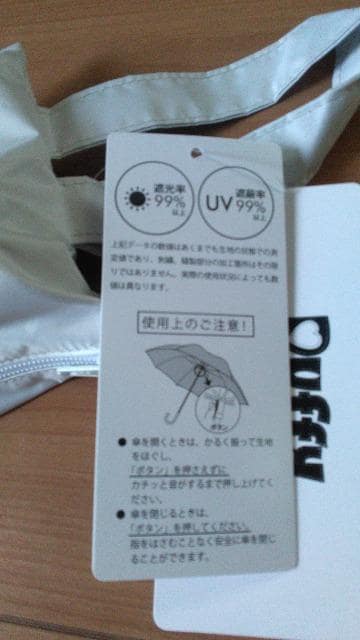 遮光率
99%
以上
UV
遮蔽率
99%
以上
上記データの数値はあくまでも生地の状態での測
定値であり、刺繍、縫製部分の加工箇所はその限
りではありません。実際の使用状況によっても数
値は異なります。
使用上のご注意!
ボタン
● 傘を開くときは、かるく振って生地
をほぐし、
「ボタン」を押さえずに
カチッと音がするまで押し上げてく
ださい。
● 傘を閉じるときは、
「ボタン」を押してください。
指をはさむことなく安全に傘を閉じ
ることができます。